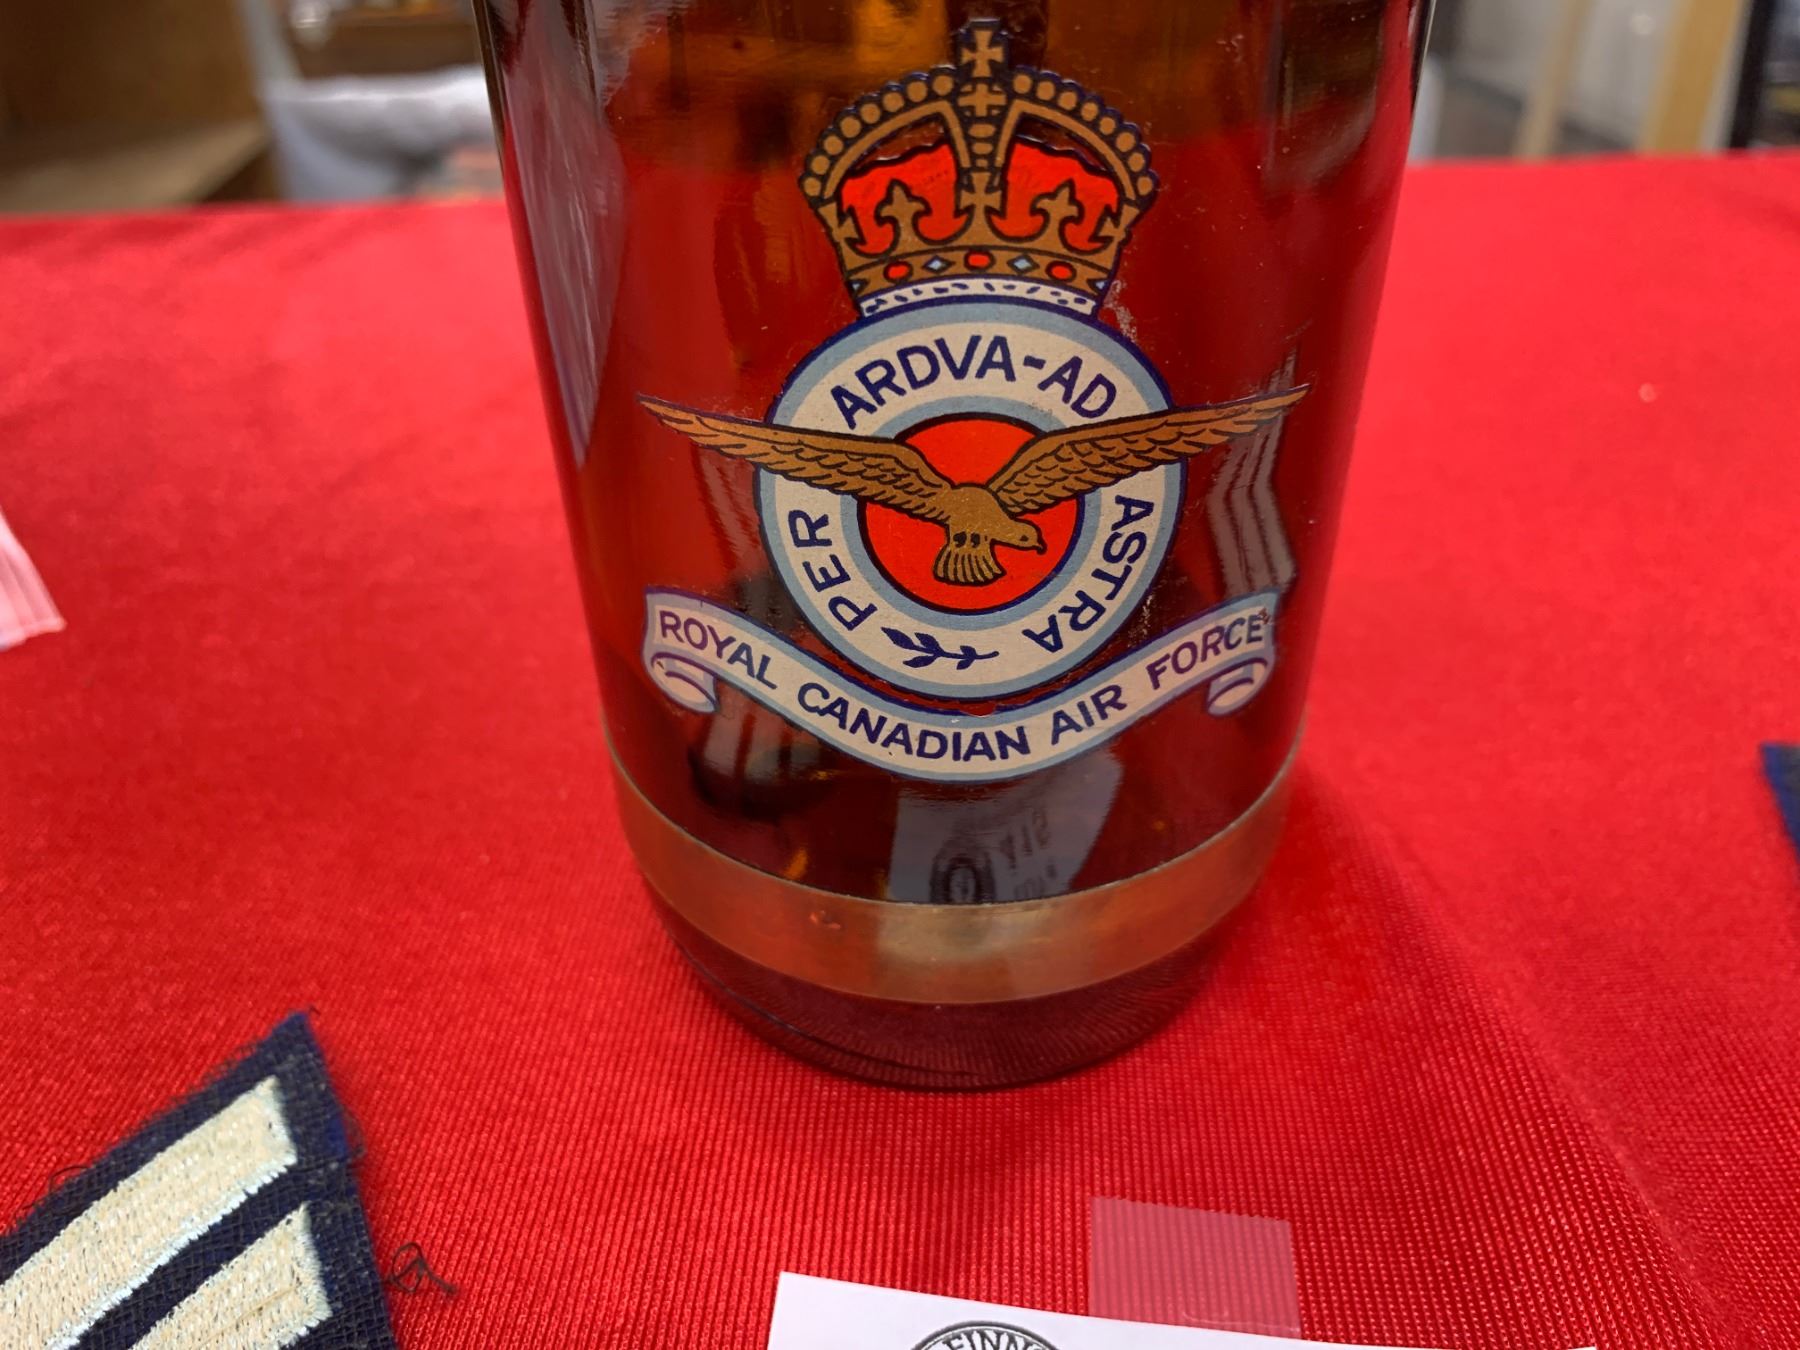 PER ARDVA-AD ASTRA
ROYAL CANADIAN AIR FORCE